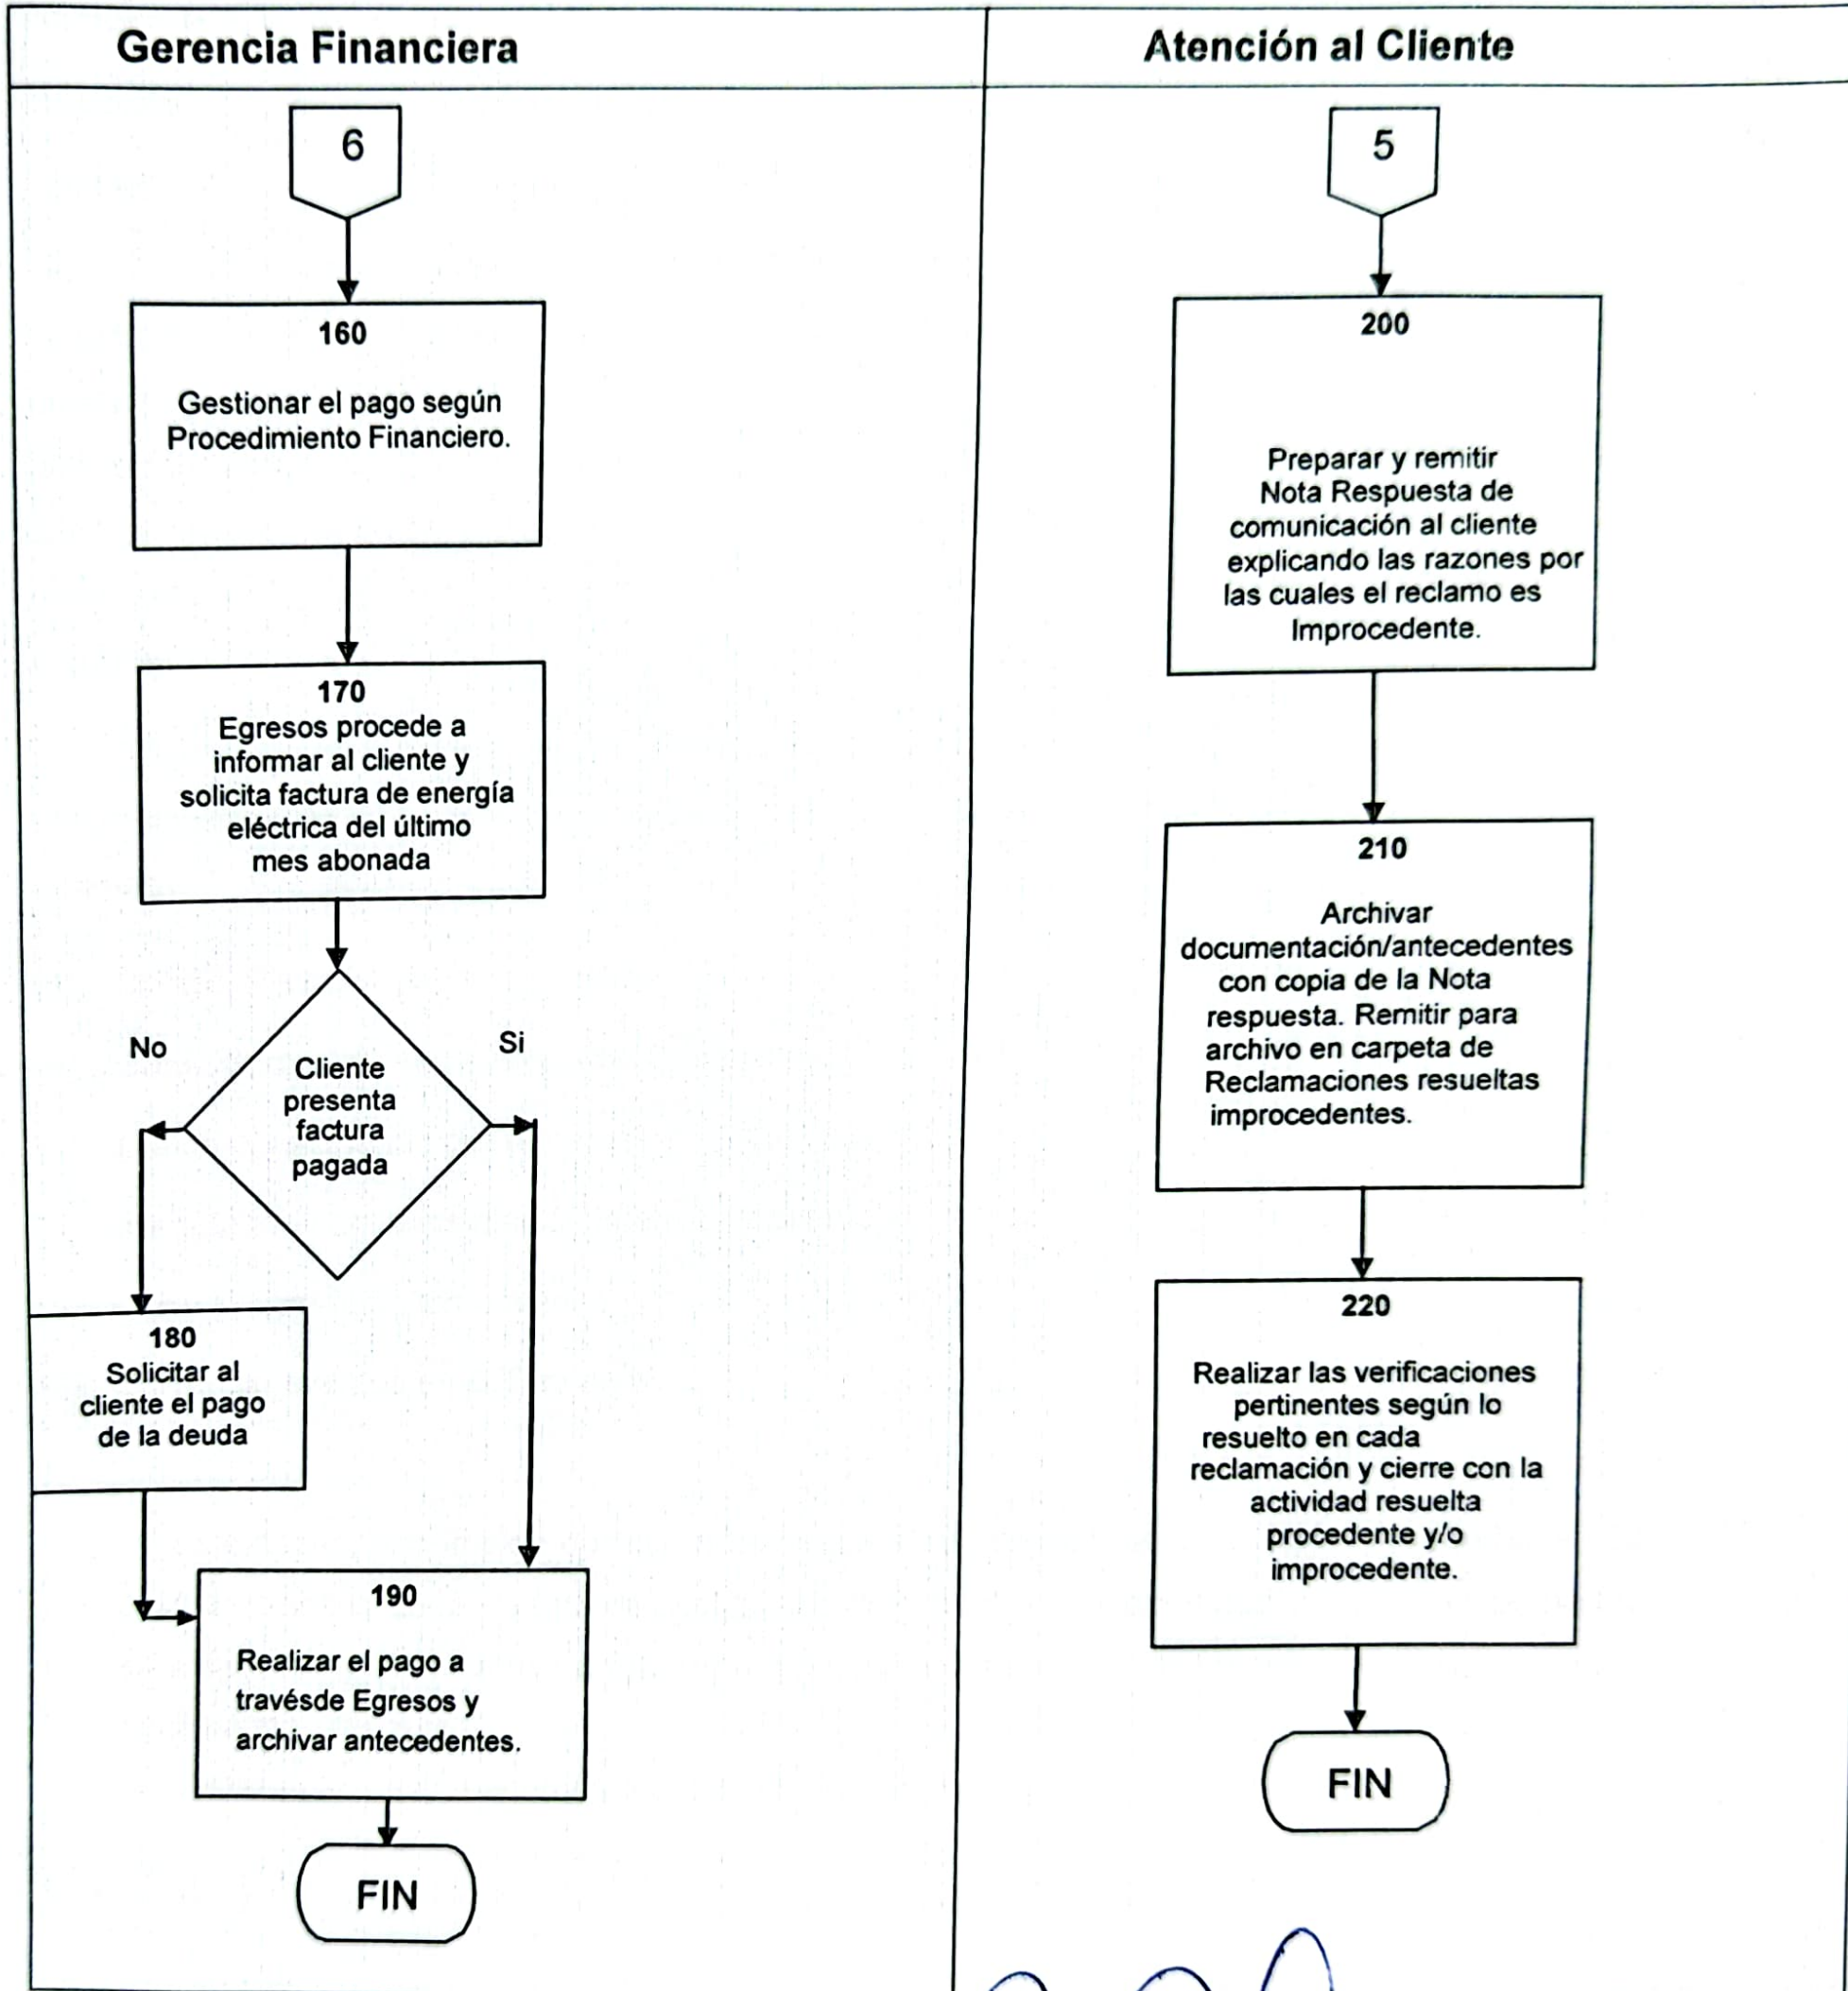 Gerencia Financiera
Atención al Cliente
6
160
Gestionar el pago según
Procedimiento Financiero.
170
Egresos procede a
informar al cliente y
solicita factura de energía
eléctrica del último
mes abonada
No
Si
Cliente
presenta
factura
pagada
180
Solicitar al
cliente el pago
de la deuda
190
Realizar el pago a
travésde Egresos y
archivar antecedentes.
FIN
5
200
Preparar y remitir
Nota Respuesta de
comunicación al cliente
explicando las razones por
las cuales el reclamo es
Improcedente.
210
Archivar
documentación/antecedentes
con copia de la Nota
respuesta. Remitir para
archivo en carpeta de
Reclamaciones resueltas
improcedentes.
220
Realizar las verificaciones
pertinentes según lo
resuelto en cada
reclamación y cierre con la
actividad resuelta
procedente y/o
improcedente.
FIN